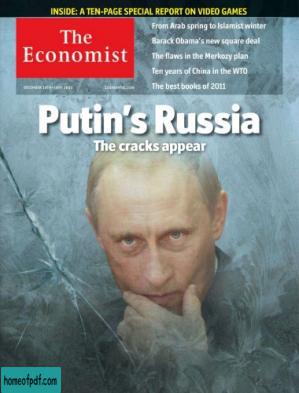 INSIDE: A TEN-PAGE SPECIAL REPORT ON VIDEO GAMES
The
Economist
From Arab spring to Islamist winter
Barack Obama's new square deal
The flaws in the Merkozy plan
Ten years of China in the WTO
The best books of 2011
Putin's Russia
The cracks appear
homeofpdf.com